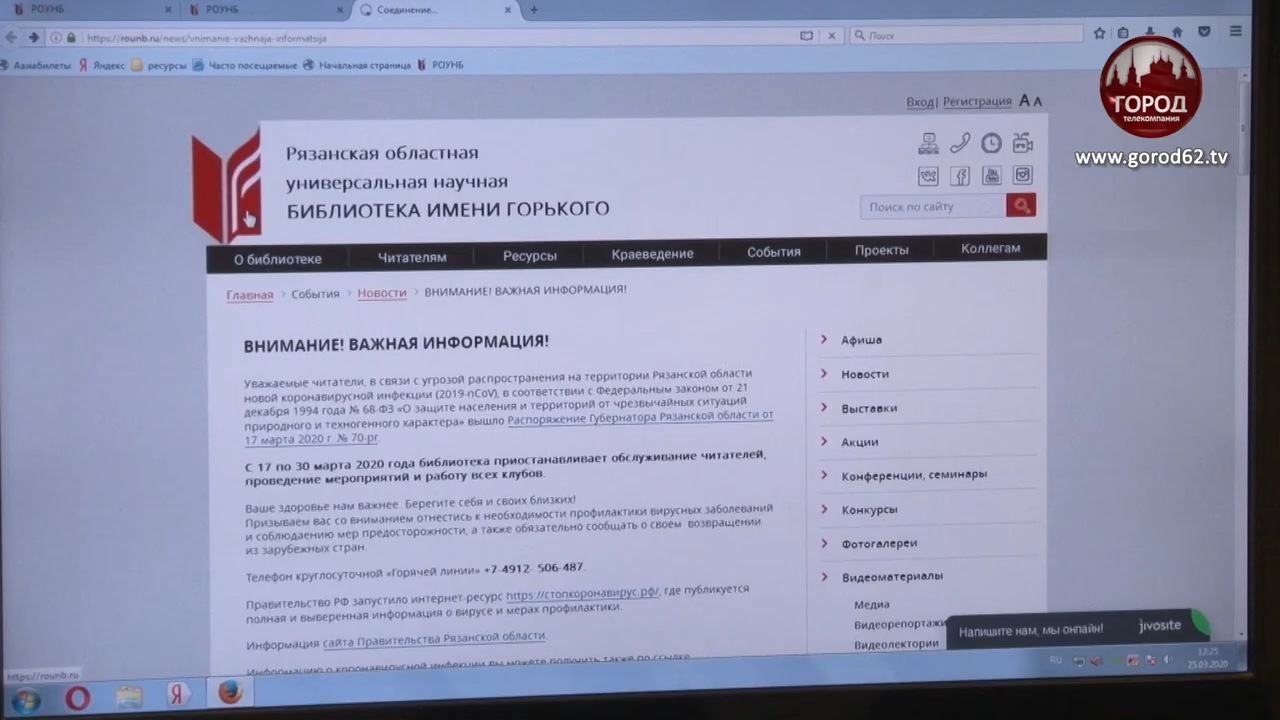 РОУНБ
РОУНБ
Соединение...
https://rounb.ru/news/vnimanie-vazhnaja-informatsija
Поиск
Авиабилеты Яндекс ресурсы Часто посещаемые Начальная страница РОУНБ
ГОРОД
телекомпания
www.gorod62.tv
Вход| Регистрация А А
Рязанская областная
универсальная научная
БИБЛИОТЕКА ИМЕНИ ГОРЬКОГО
Поиск по сайту
О библиотеке Читателям Ресурсы Краеведение События Проекты Коллегам
Главная > События > Новости > ВНИМАНИЕ! ВАЖНАЯ ИНФОРМАЦИЯ!
ВНИМАНИЕ! ВАЖНАЯ ИНФОРМАЦИЯ!
Уважаемые читатели, в связи с угрозой распространения на территории Рязанской области
новой коронавирусной инфекции (2019-nCoV), в соответствии с Федеральным законом от 21
декабря 1994 года № 68-ФЗ «О защите населения и территорий от чрезвычайных ситуаций
природного и техногенного характера» вышло Распоряжение Губернатора Рязанской области от
17 марта 2020 г. № 70-рг.
С 17 по 30 марта 2020 года библиотека приостанавливает обслуживание читателей,
проведение мероприятий и работу всех клубов.
Ваше здоровье нам важнее. Берегите себя и своих близких!
Призываем вас со вниманием отнестись к необходимости профилактики вирусных заболеваний
и соблюдению мер предосторожности, а также обязательно сообщать о своем возвращении
из зарубежных стран.
Телефон круглосуточной «Горячей линии» +7-4912- 506-487.
Правительство РФ запустило интернет-ресурс https://стопкоронавирус.рф/, где публикуется
полная и выверенная информация о вирусе и мерах профилактики.
Информация сайта Правительства Рязанской области.
Информацию о коронавирусной инфекции вы можете получить также по ссылке
Афиша
Новости
Выставки
Акции
Конференции, семинары
Конкурсы
Фотогалереи
Видеоматериалы
Медиа
Видеорепортажи
Видеолектории
Напишите нам, мы онлайн! jivosite
https://rounb.ru
RU
12:25
25.03.2020